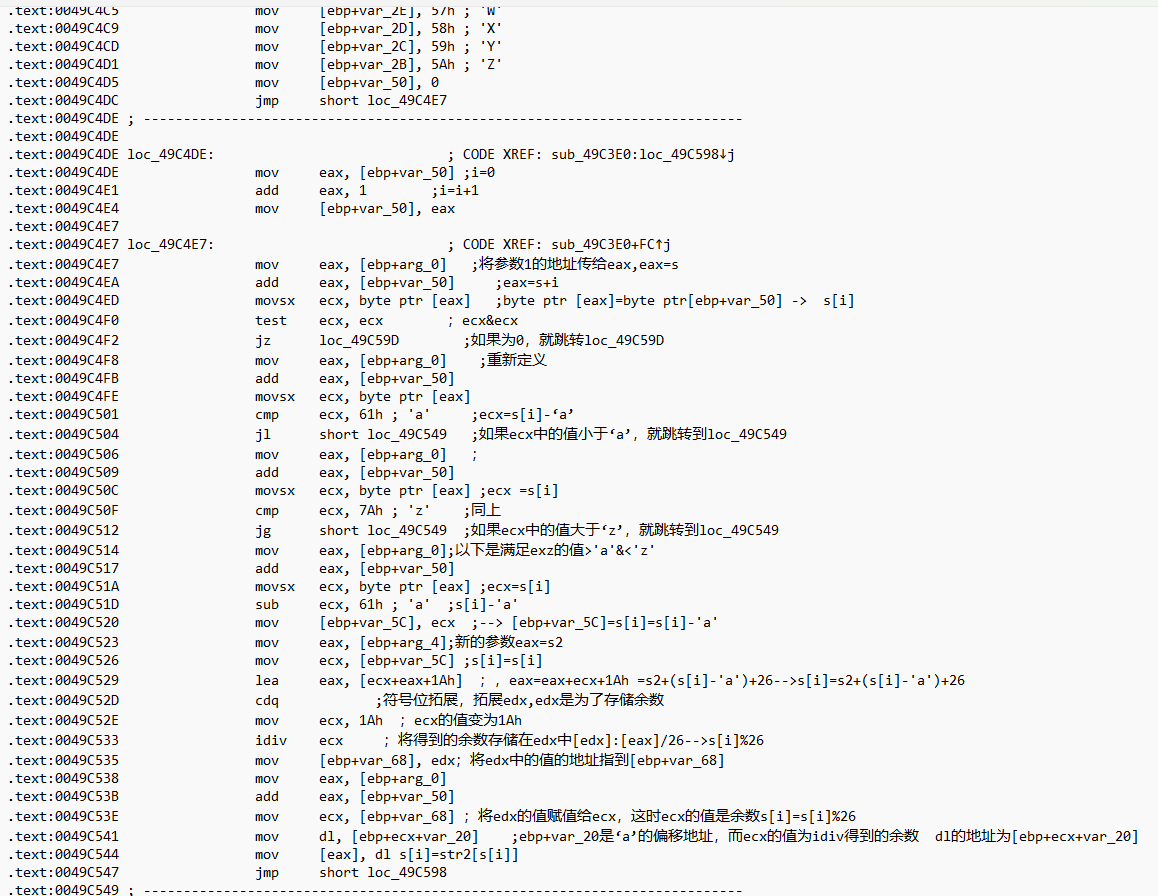 .text:0049C4C5                 mov     [ebp+var_2E], 57h ; 'W'
.text:0049C4C9                 mov     [ebp+var_2D], 58h ; 'X'
.text:0049C4CD                 mov     [ebp+var_2C], 59h ; 'Y'
.text:0049C4D1                 mov     [ebp+var_2B], 5Ah ; 'Z'
.text:0049C4D5                 mov     [ebp+var_50], 0
.text:0049C4DC                 jmp     short loc_49C4E7
.text:0049C4DE ; ---------------------------------------------------------------------------
.text:0049C4DE
.text:0049C4DE loc_49C4DE:                             ; CODE XREF: sub_49C3E0:loc_49C598↓j
.text:0049C4DE                 mov     eax, [ebp+var_50] ;i=0
.text:0049C4E1                 add     eax, 1        ;i=i+1
.text:0049C4E4                 mov     [ebp+var_50], eax
.text:0049C4E7
.text:0049C4E7 loc_49C4E7:                             ; CODE XREF: sub_49C3E0+FC↑j
.text:0049C4E7                 mov     eax, [ebp+arg_0]   ;将参数1的地址传给eax,eax=s
.text:0049C4EA                 add     eax, [ebp+var_50]     ;eax=s+i
.text:0049C4ED                 movsx   ecx, byte ptr [eax]   ;byte ptr [eax]=byte ptr[ebp+var_50] ->  s[i]
.text:0049C4F0                 test    ecx, ecx        ; ecx&ecx
.text:0049C4F2                 jz      loc_49C59D        ;如果为0，就跳转loc_49C59D
.text:0049C4F8                 mov     eax, [ebp+arg_0]    ;重新定义
.text:0049C4FB                 add     eax, [ebp+var_50]
.text:0049C4FE                 movsx   ecx, byte ptr [eax]
.text:0049C501                 cmp     ecx, 61h ; 'a'     ;ecx=s[i]-‘a’
.text:0049C504                 jl      short loc_49C549   ;如果ecx中的值小于‘a’，就跳转到loc_49C549
.text:0049C506                 mov     eax, [ebp+arg_0]   ;
.text:0049C509                 add     eax, [ebp+var_50]
.text:0049C50C                 movsx   ecx, byte ptr [eax] ;ecx =s[i]
.text:0049C50F                 cmp     ecx, 7Ah ; 'z'    ;同上
.text:0049C512                 jg      short loc_49C549  ;如果ecx中的值大于‘z’，就跳转到loc_49C549
.text:0049C514                 mov     eax, [ebp+arg_0];以下是满足exz的值>'a'&<'z'
.text:0049C517                 add     eax, [ebp+var_50]
.text:0049C51A                 movsx   ecx, byte ptr [eax] ;ecx=s[i]
.text:0049C51D                 sub     ecx, 61h ; 'a'  ;s[i]-'a'
.text:0049C520                 mov     [ebp+var_5C], ecx  ;--> [ebp+var_5C]=s[i]=s[i]-'a'
.text:0049C523                 mov     eax, [ebp+arg_4];新的参数eax=s2
.text:0049C526                 mov     ecx, [ebp+var_5C] ;s[i]=s[i]
.text:0049C529                 lea     eax, [ecx+eax+1Ah]  ; ，eax=eax+ecx+1Ah =s2+(s[i]-'a')+26-->s[i]=s2+(s[i]-'a')+26
.text:0049C52D                 cdq            ;符号位拓展，拓展edx,edx是为了存储余数
.text:0049C52E                 mov     ecx, 1Ah  ; ecx的值变为1Ah
.text:0049C533                 idiv    ecx     ; 将得到的余数存储在edx中[edx]:[eax]/26-->s[i]%26
.text:0049C535                 mov     [ebp+var_68], edx; 将edx中的值的地址指到[ebp+var_68]
.text:0049C538                 mov     eax, [ebp+arg_0]
.text:0049C53B                 add     eax, [ebp+var_50]
.text:0049C53E                 mov     ecx, [ebp+var_68] ; 将edx的值赋值给ecx，这时ecx的值是余数s[i]=s[i]%26
.text:0049C541                 mov     dl, [ebp+ecx+var_20]    ;ebp+var_20是‘a’的偏移地址，而ecx的值为idiv得到的余数  dl的地址为[ebp+ecx+var_20]
.text:0049C544                 mov     [eax], dl s[i]=str2[s[i]]
.text:0049C547                 jmp     short loc_49C598
.text:0049C549 ; ---------------------------------------------------------------------------